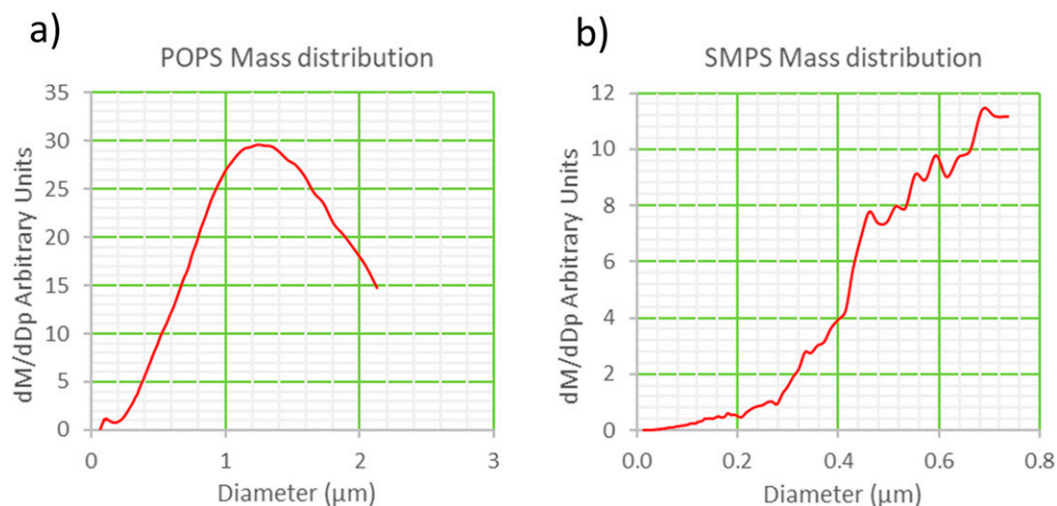 a)
POPS Mass distribution
dM/dDp Arbitrary Units
35
30
25
20
15
10
5
0
0 1 2 3
Diameter (µm)
b)
SMPS Mass distribution
dM/dDp Arbitrary Units
12
10
8
6
4
2
0
0.0 0.2 0.4 0.6 0.8
Diameter (µm)